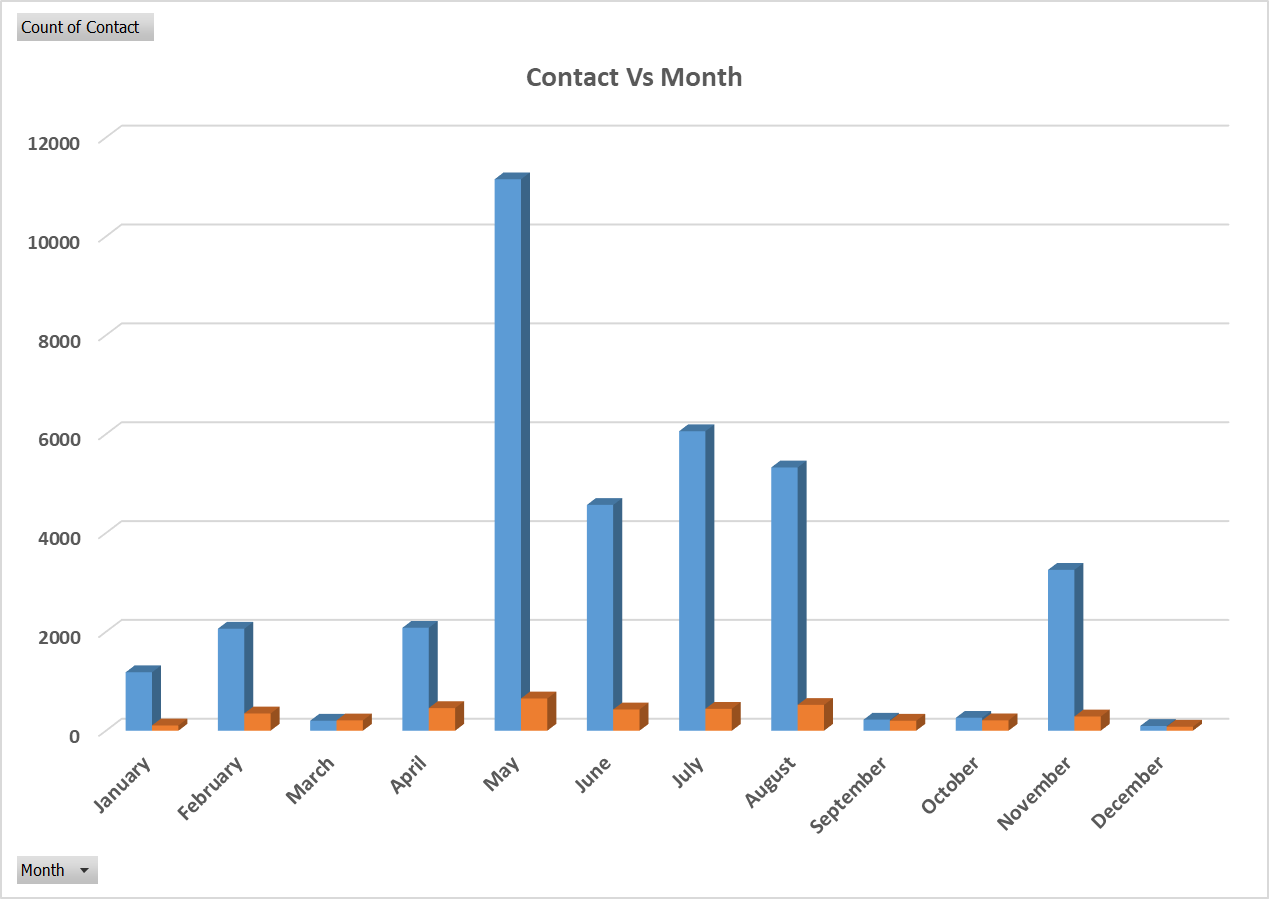 Count of Contact
Contact Vs Month
12000
10000
8000
6000
4000
2000
0
January
February
March
April
May
June
July
August
September
October
November
December
Month